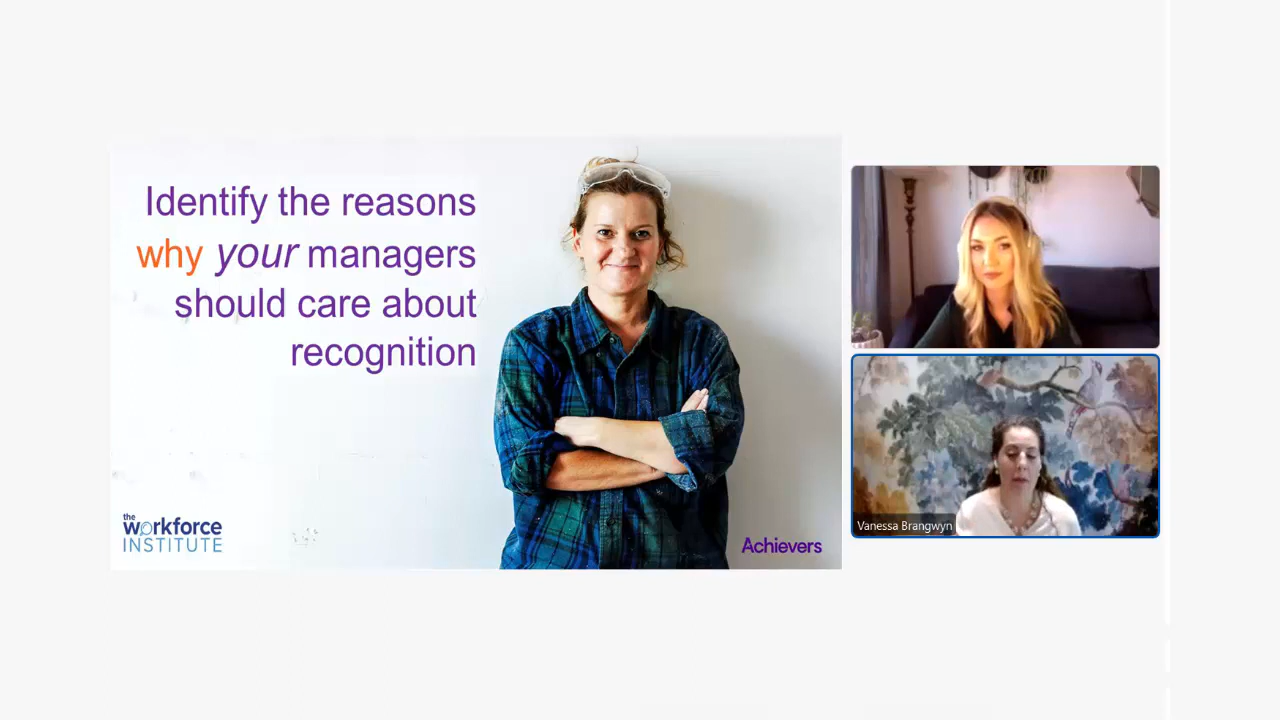 Identify the reasons
why your managers
should care about
recognition
the
workforce
INSTITUTE
Achievers
Vanessa Brangwyn